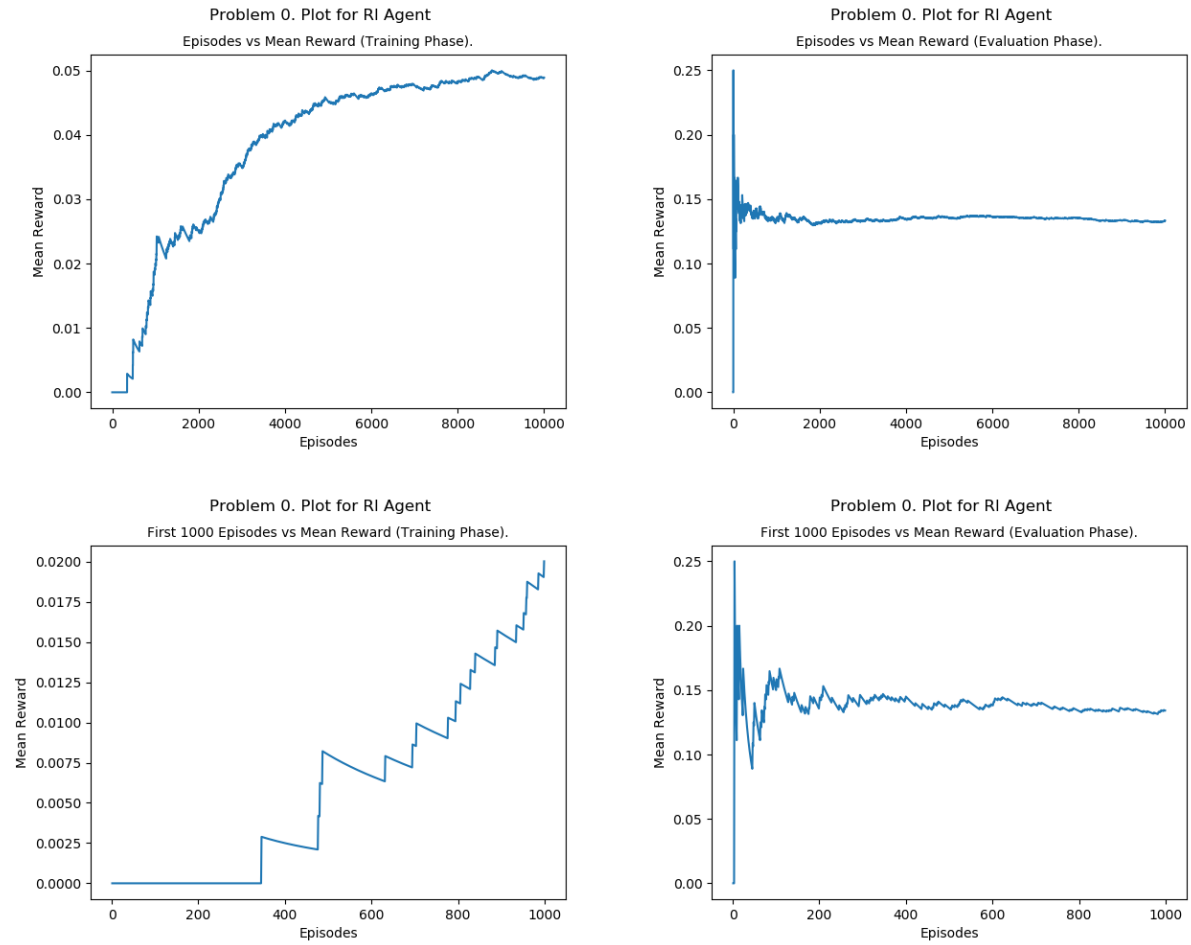 Problem 0. Plot for RI Agent
Episodes vs Mean Reward (Training Phase).
0.05
0.04
0.03
0.02
0.01
0.00
Mean Reward
0 2000 4000 6000 8000 10000
Episodes
Problem 0. Plot for RI Agent
Episodes vs Mean Reward (Evaluation Phase).
0.25
0.20
0.15
0.10
0.05
0.00
Mean Reward
0 2000 4000 6000 8000 10000
Episodes
Problem 0. Plot for RI Agent
First 1000 Episodes vs Mean Reward (Training Phase).
0.0200
0.0175
0.0150
0.0125
0.0100
0.0075
0.0050
0.0025
0.0000
Mean Reward
0 200 400 600 800 1000
Episodes
Problem 0. Plot for RI Agent
First 1000 Episodes vs Mean Reward (Evaluation Phase).
0.25
0.20
0.15
0.10
0.05
0.00
Mean Reward
0 200 400 600 800 1000
Episodes